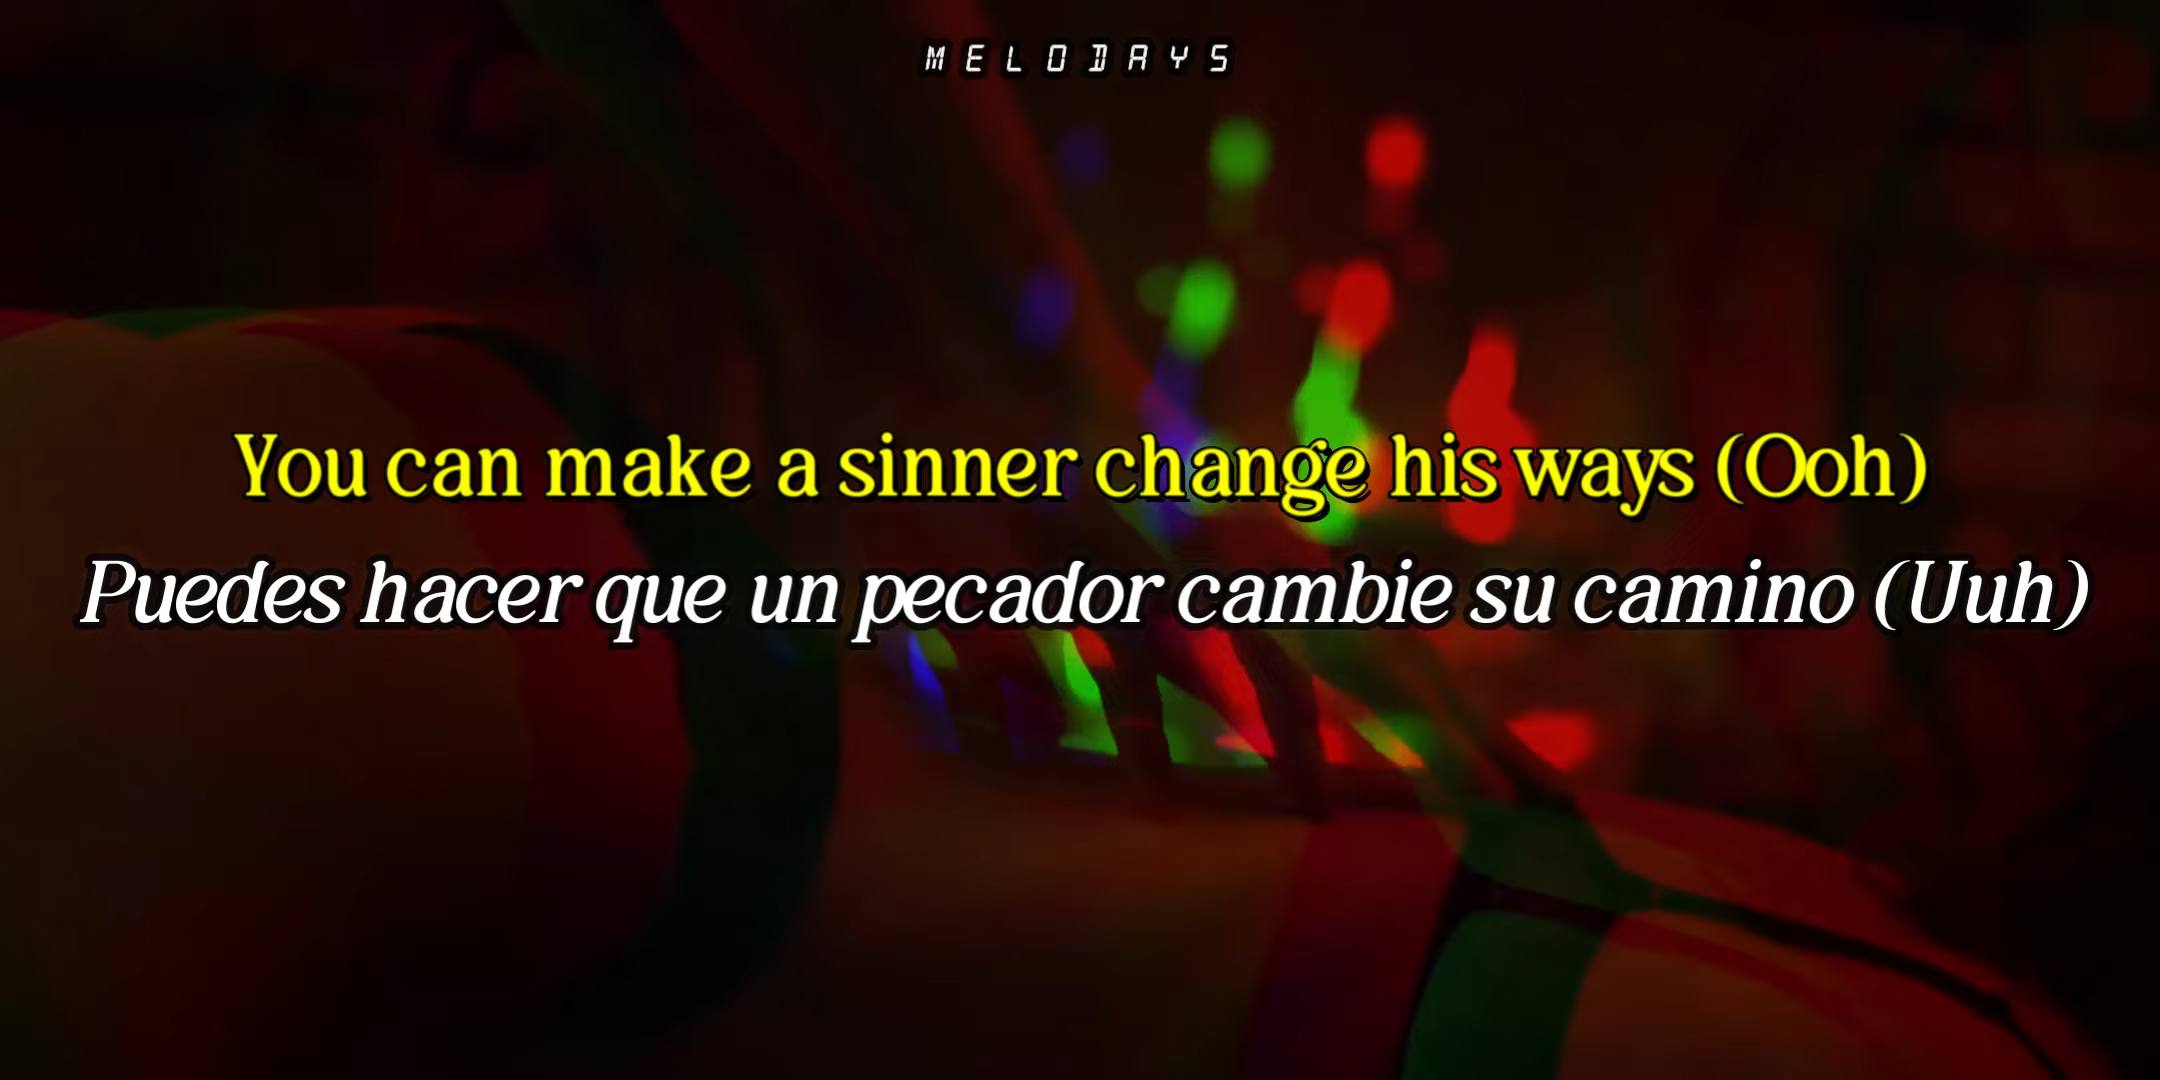 MELODAYS
You can make a sinner change his ways (Ooh)
Puedes hacer que un pecador cambie su camino (Uuh)